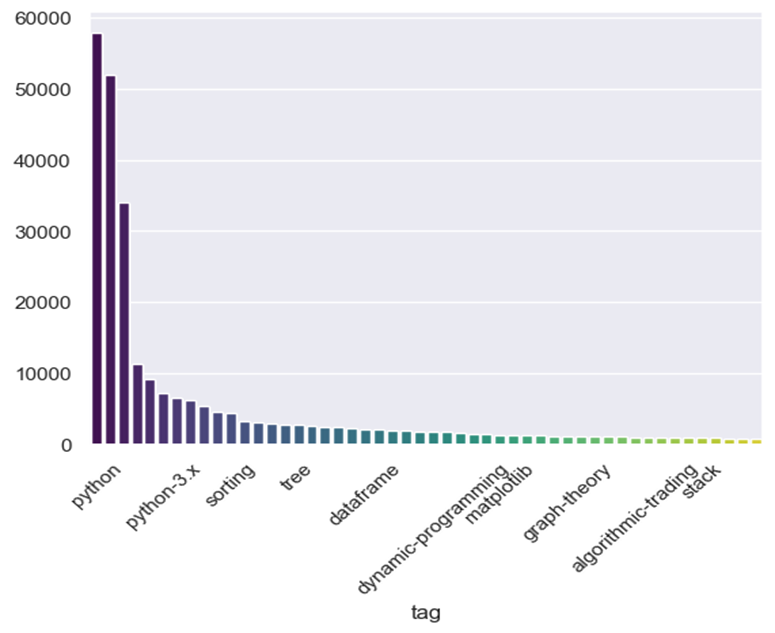 60000
50000
40000
30000
20000
10000
0
python
python-3.x
sorting
tree
dataframe
dynamic-programming
matplotlib
graph-theory
algorithmic-trading
stack
tag